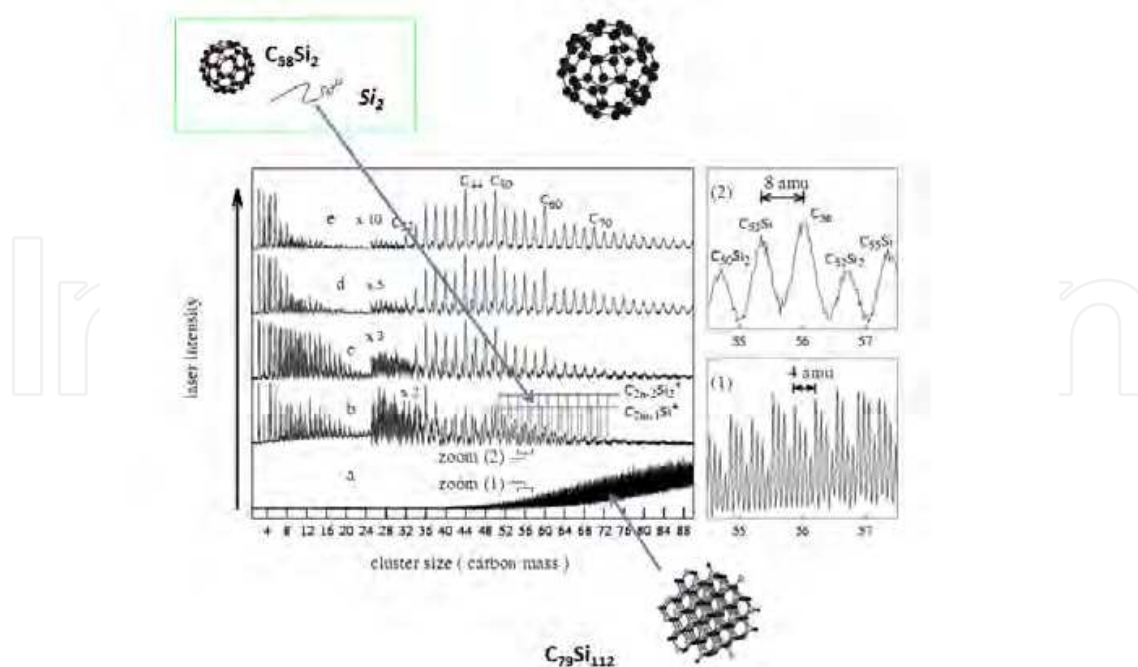 C₅₈Si₂
Si₂
laser intensity
e x 10
C₄₄ C₅₀
C₆₀
C₇₀
d x 5
c x 3
b x 2
C₂ₙ₋₂Si₂⁺
a
zoom (2)
zoom (1)
4 8 12 16 20 24 28 32 36 40 44 48 52 56 60 64 68 72 76 80 84 88
cluster size ( carbon mass )
(2) 8 amu
C₅₃Si
C₅₀Si₂
C₅₆
C₅₂Si₂
C₅₅Si
55 56 57
(1)
4 amu
55 56 57
C₇₉Si₁₁₂